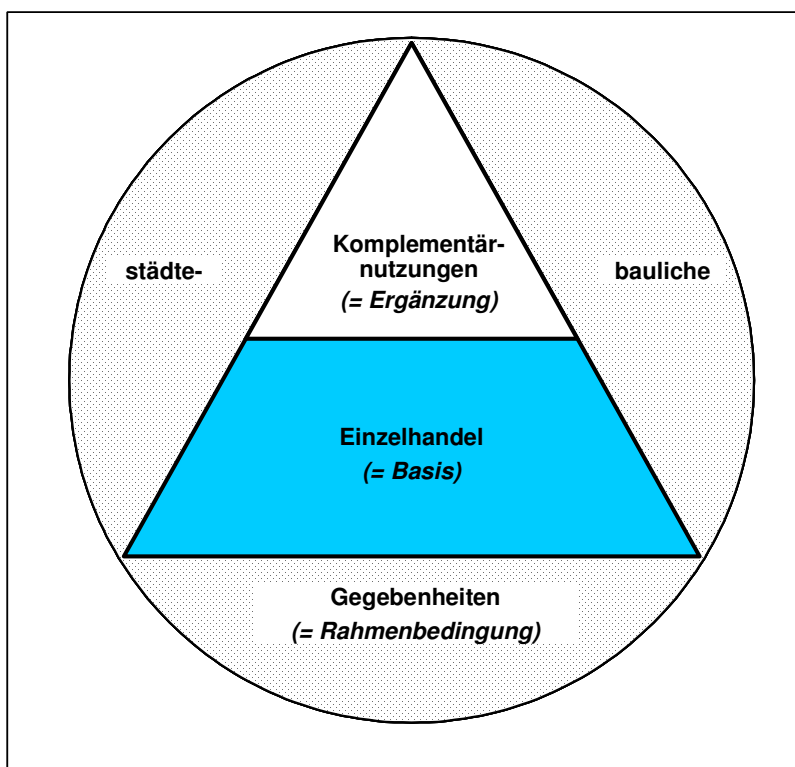 Komplementär-
nutzungen
(= Ergänzung)
städte-
bauliche
Einzelhandel
(= Basis)
Gegebenheiten
(= Rahmenbedingung)